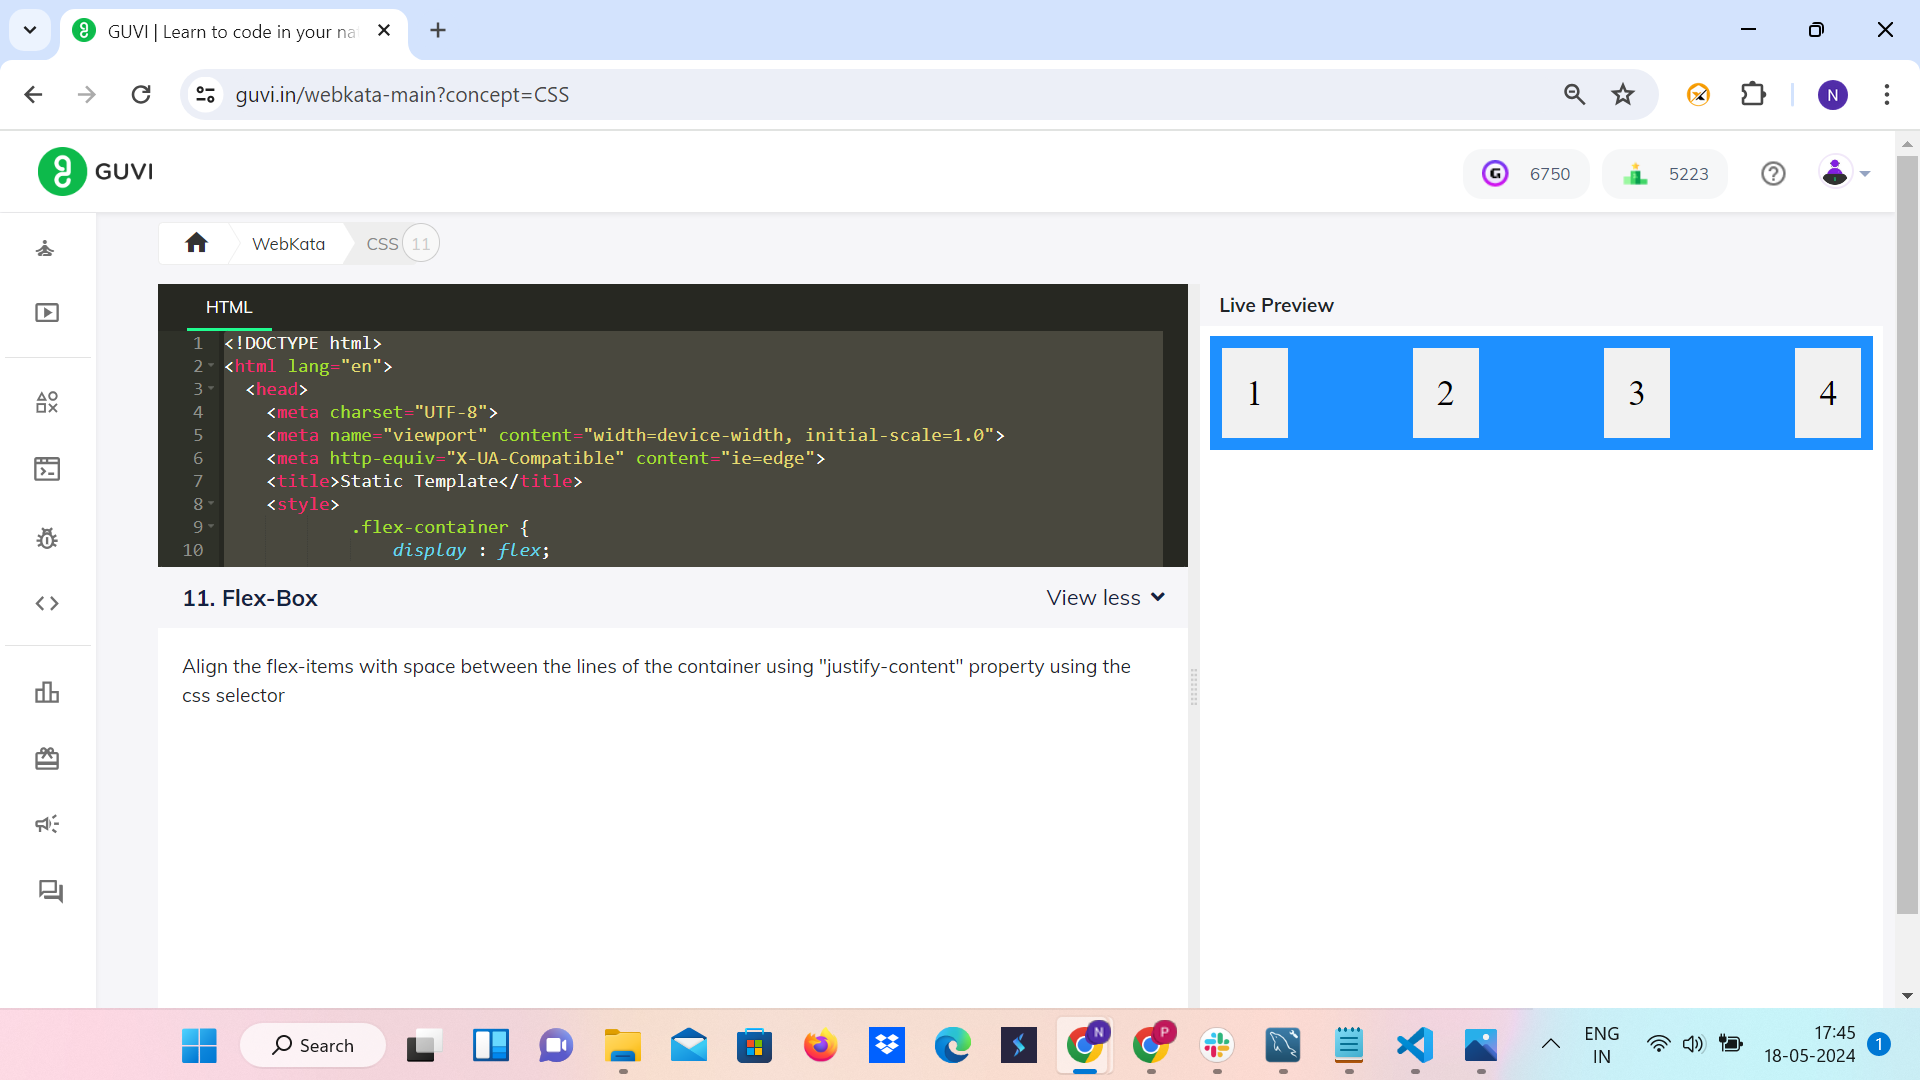 GUVI | Learn to code in your na
guvi.in/webkata-main?concept=CSS
N
GUVI
G 6750
5223
WebKata
CSS 11
HTML
Live Preview
1 <!DOCTYPE html>
2 <html lang="en">
3 <head>
4 <meta charset="UTF-8">
5 <meta name="viewport" content="width=device-width, initial-scale=1.0">
6 <meta http-equiv="X-UA-Compatible" content="ie=edge">
7 <title>Static Template</title>
8 <style>
9 .flex-container {
10 display : flex;
1 2 3 4
11. Flex-Box
View less
Align the flex-items with space between the lines of the container using "justify-content" property using the
css selector
Search
N
P
ENG
IN
17:45
18-05-2024
1